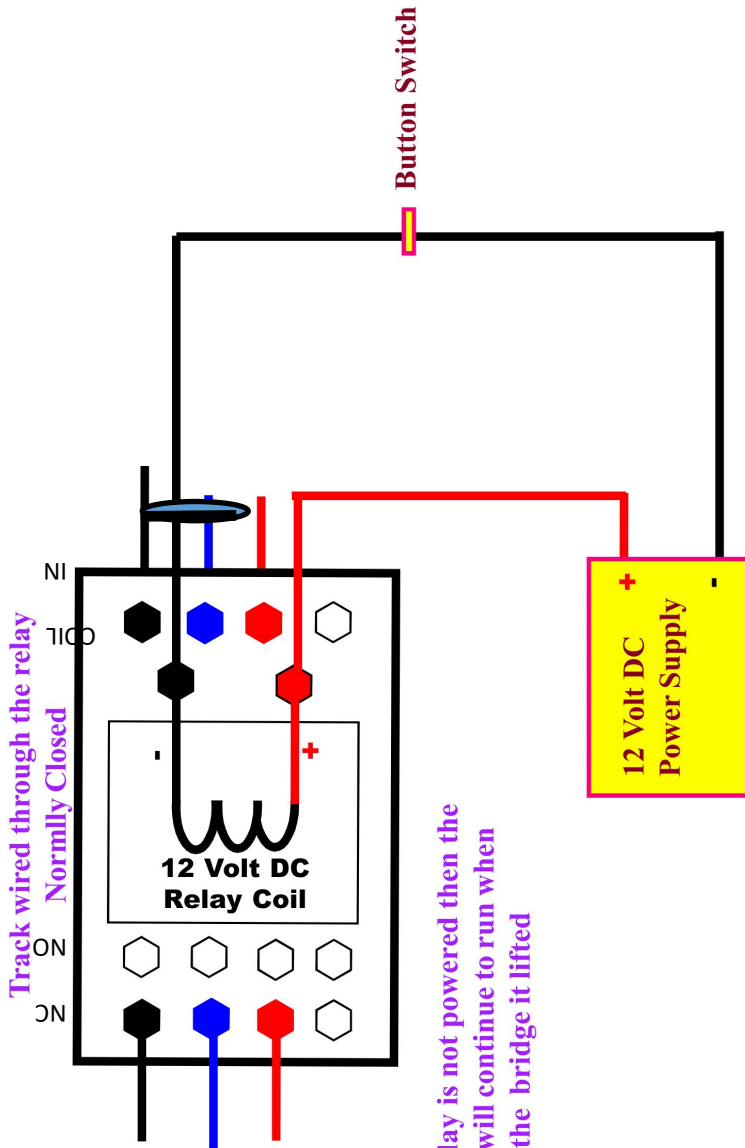 Button Switch
IN
COIL
Track wired through the relay
Normlly Closed
+
-
12 Volt DC
Power Supply
-
+
12 Volt DC
Relay Coil
NO
NC
is not powered then the
will continue to run when
the bridge it lifted